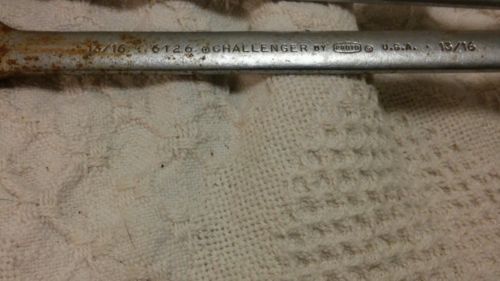 13/16 • 6126 ®CHALLENGER BY PROTO ® U.S.A. • 13/16